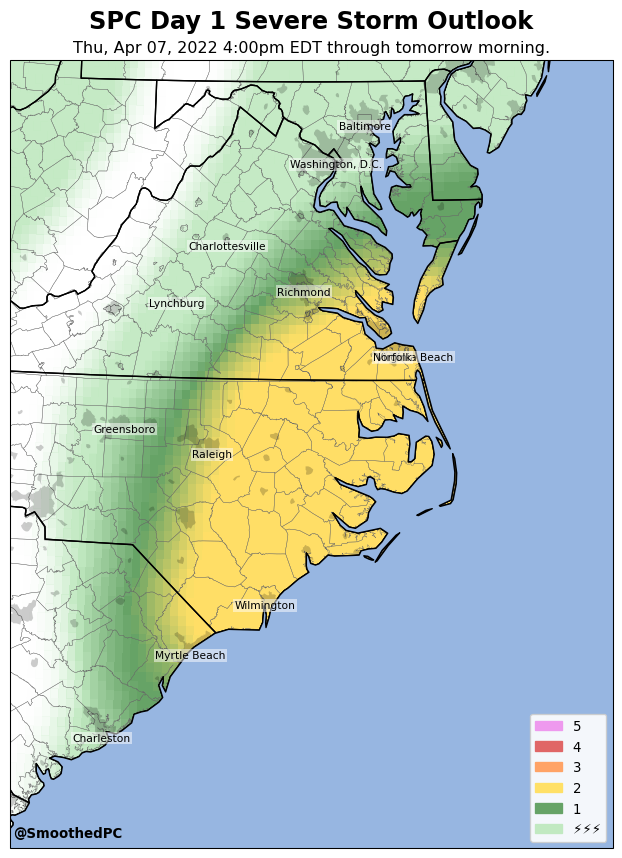 SPC Day 1 Severe Storm Outlook
Thu, Apr 07, 2022 4:00pm EDT through tomorrow morning.
Baltimore
Washington, D.C.
Charlottesville
Richmond
Lynchburg
Norfolk
Beach
Greensboro
Raleigh
Wilmington
Myrtle Beach
Charleston
5
4
3
2
1
⚡⚡⚡
@SmoothedPC